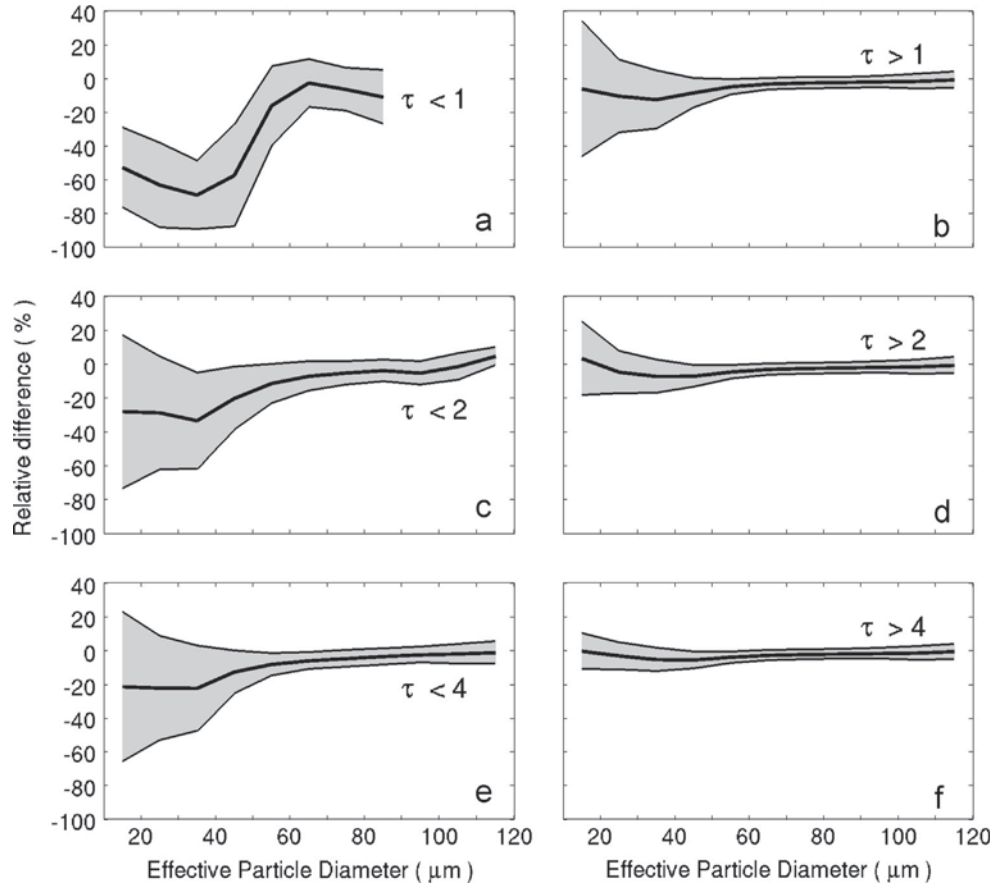 40
20
0
-20
-40
-60
-80
-100
τ < 1
a
τ > 1
b
Relative difference ( % )
40
20
0
-20
-40
-60
-80
-100
τ < 2
c
τ > 2
d
40
20
0
-20
-40
-60
-80
-100
τ < 4
e
τ > 4
f
20 40 60 80 100 120
20 40 60 80 100 120
Effective Particle Diameter ( μm )
Effective Particle Diameter ( μm )